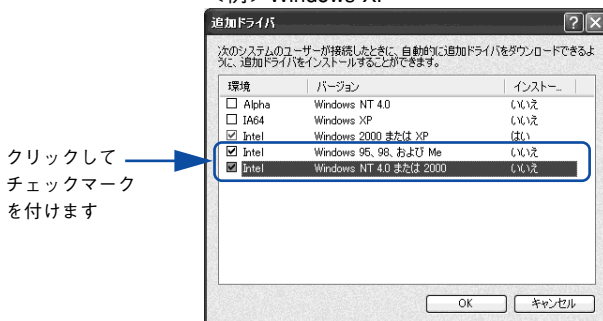 <例> Windows XP
追加ドライバ
次のシステムのユーザーが接続したときに、自動的に追加ドライバをダウンロードできるよ
うに、追加ドライバをインストールすることができます。
環境 バージョン インストー...
Alpha Windows NT 4.0 いいえ
IA64 Windows XP いいえ
Intel Windows 2000 または XP はい
Intel Windows 95、98、および Me いいえ
Intel Windows NT 4.0 または 2000 いいえ
クリックして
チェックマーク
を付けます
OK キャンセル